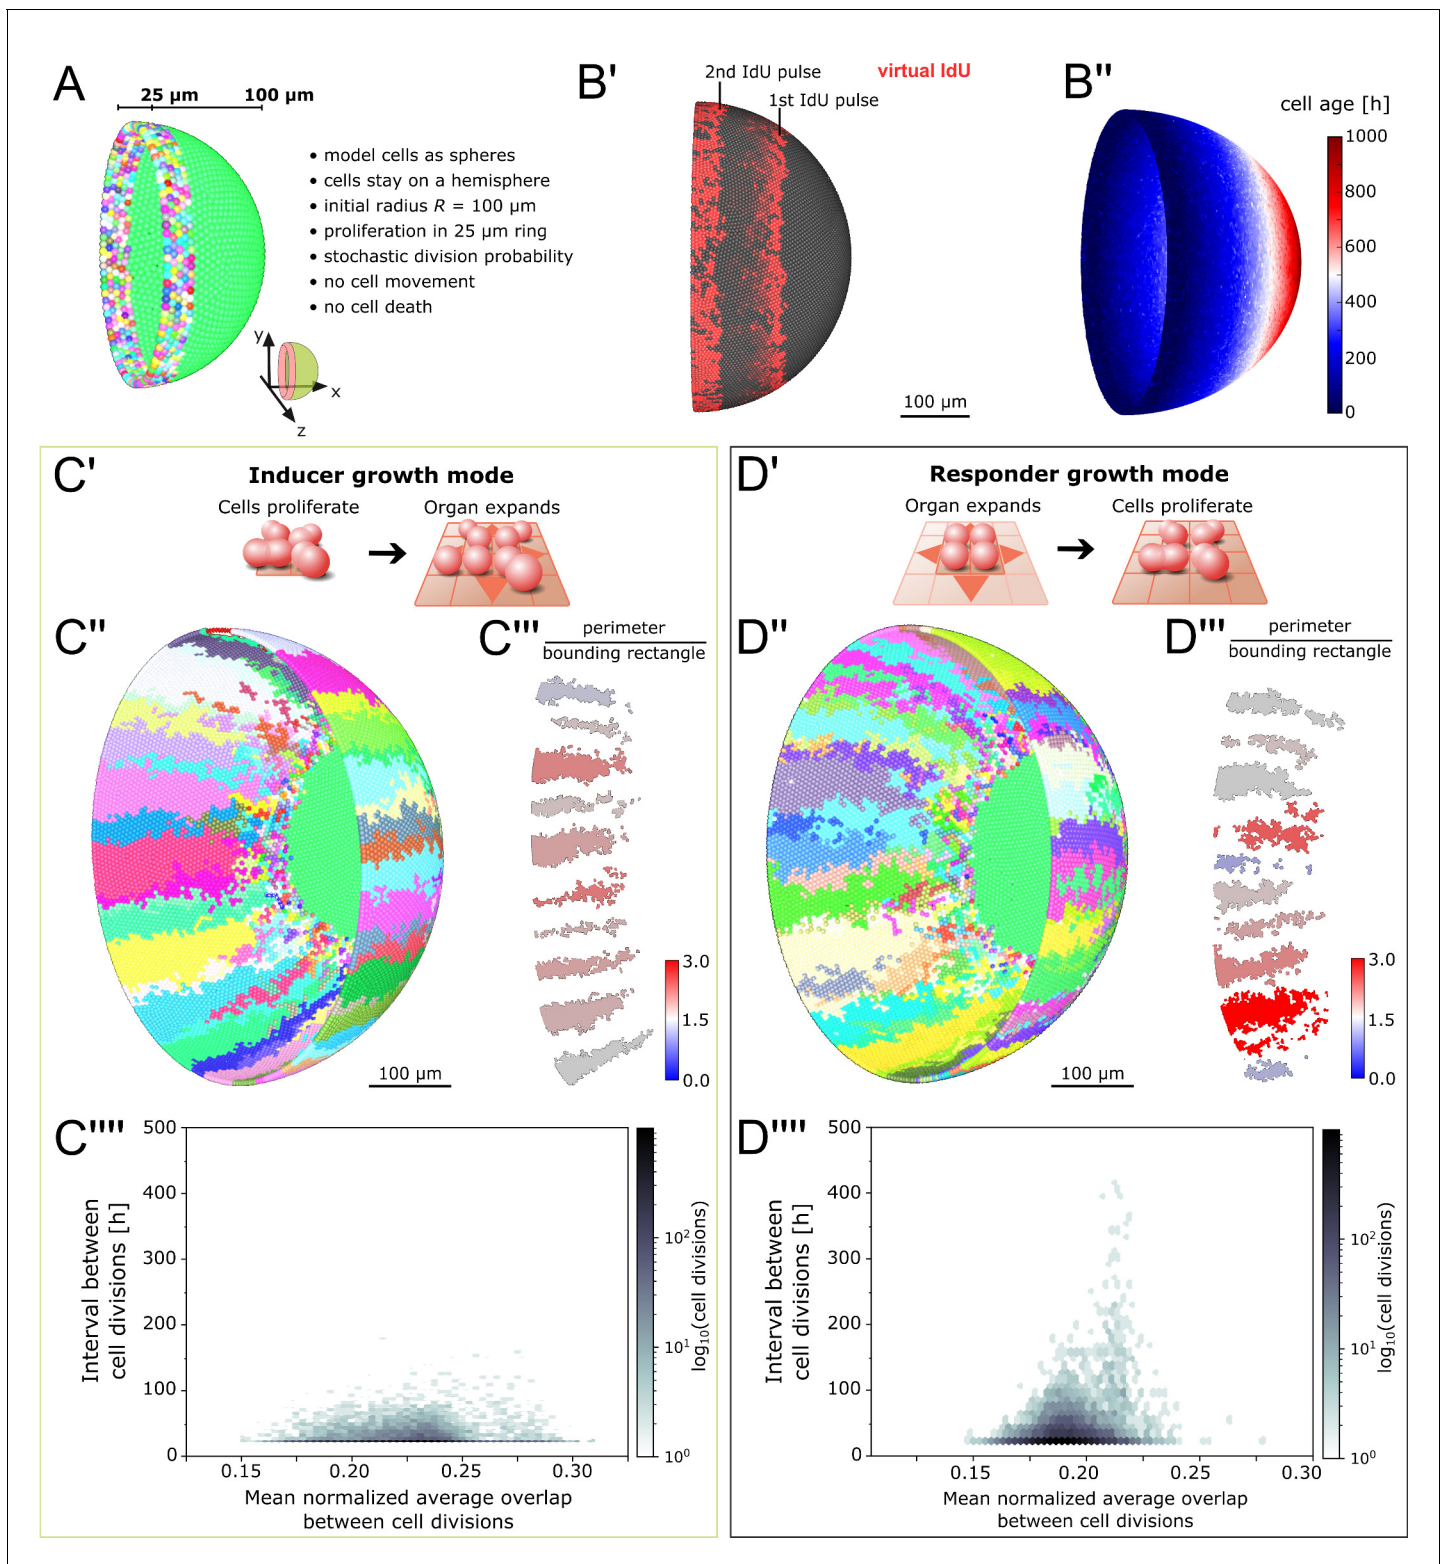 A
25 µm
100 µm
• model cells as spheres
• cells stay on a hemisphere
• initial radius R = 100 µm
• proliferation in 25 µm ring
• stochastic division probability
• no cell movement
• no cell death
y
x
z
B'
2nd IdU pulse
virtual IdU
1st IdU pulse
100 µm
B''
cell age [h]
1000
800
600
400
200
0
C'
Inducer growth mode
Cells proliferate
Organ expands
C''
100 µm
C'''
perimeter
bounding rectangle
3.0
1.5
0.0
C''''
500
400
300
200
100
0
Interval between
cell divisions [h]
0.15
0.20
0.25
0.30
Mean normalized average overlap
between cell divisions
10²
10¹
10⁰
log₁₀(cell divisions)
D'
Responder growth mode
Organ expands
Cells proliferate
D''
100 µm
D'''
perimeter
bounding rectangle
3.0
1.5
0.0
D''''
500
400
300
200
100
0
Interval between
cell divisions [h]
0.15
0.20
0.25
0.30
Mean normalized average overlap
between cell divisions
10²
10¹
10⁰
log₁₀(cell divisions)